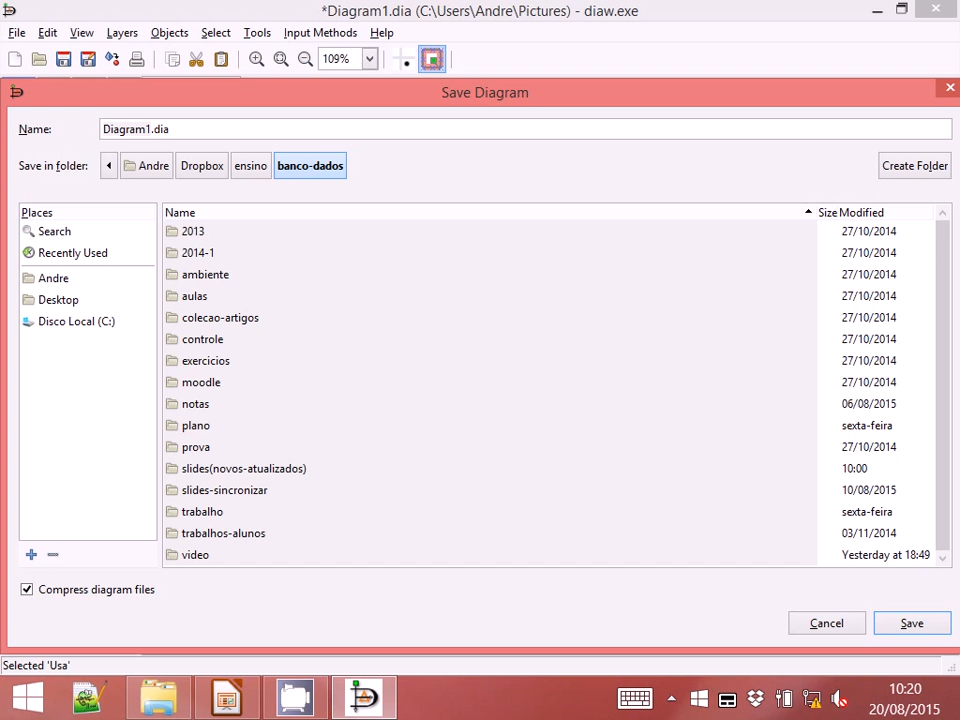 *Diagram1.dia (C:\Users\Andre\Pictures) - diaw.exe
File Edit View Layers Objects Select Tools Input Methods Help
109%
Save Diagram
Name: Diagram1.dia
Save in folder: Andre Dropbox ensino banco-dados Create Folder
Places Name Size Modified
Search 2013 27/10/2014
Recently Used 2014-1 27/10/2014
Andre ambiente 27/10/2014
Desktop aulas 27/10/2014
Disco Local (C:) colecao-artigos 27/10/2014
controle 27/10/2014
exercicios 27/10/2014
moodle 27/10/2014
notas 06/08/2015
plano sexta-feira
prova 27/10/2014
slides(novos-atualizados) 10:00
slides-sincronizar 10/08/2015
trabalho sexta-feira
trabalhos-alunos 03/11/2014
video Yesterday at 18:49
Compress diagram files
Cancel Save
Selected 'Usa'
10:20
20/08/2015